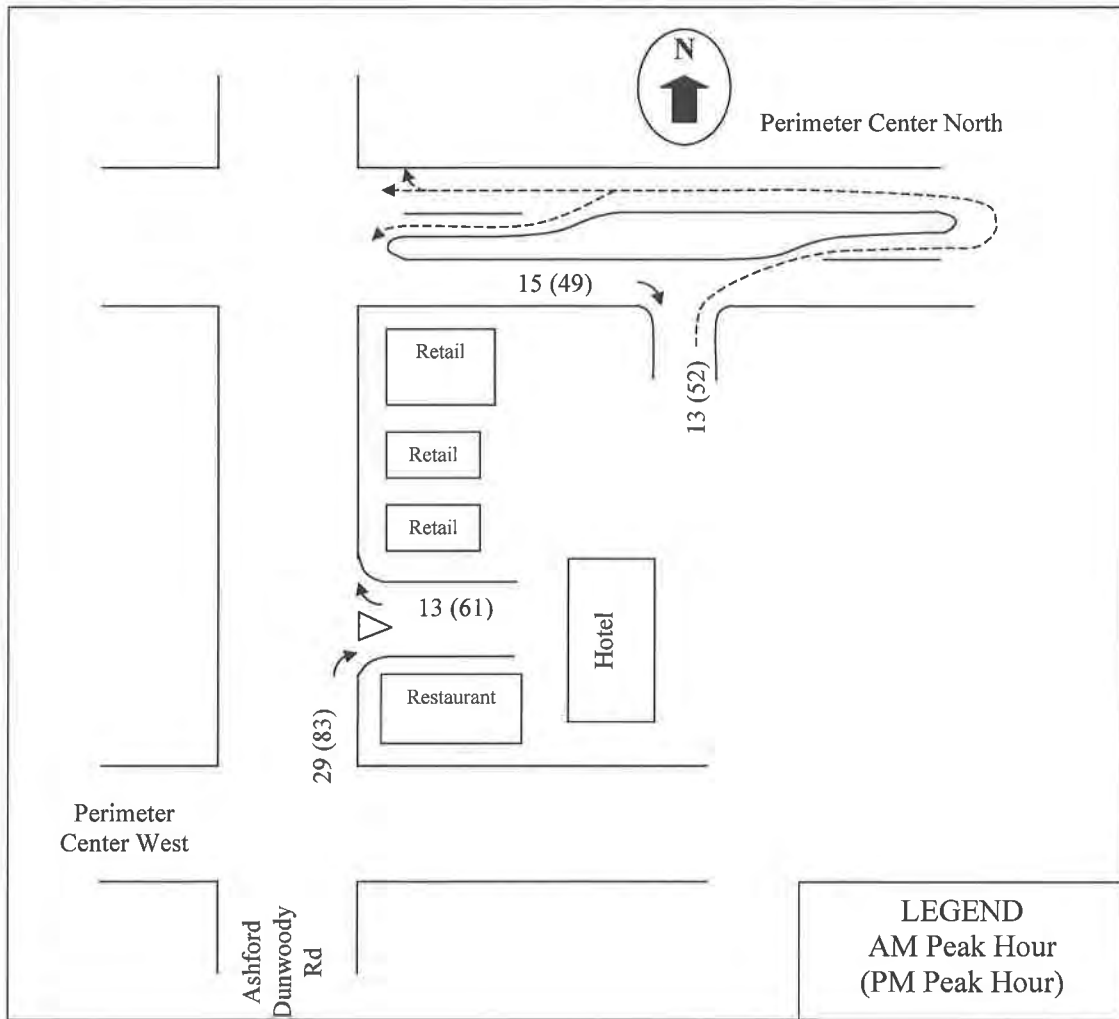 N
Perimeter Center North
15 (49)
Retail
13 (52)
Retail
Retail
13 (61)
Hotel
Restaurant
29 (83)
Perimeter
Center West
Ashford
Dunwoody
Rd
LEGEND
AM Peak Hour
(PM Peak Hour)